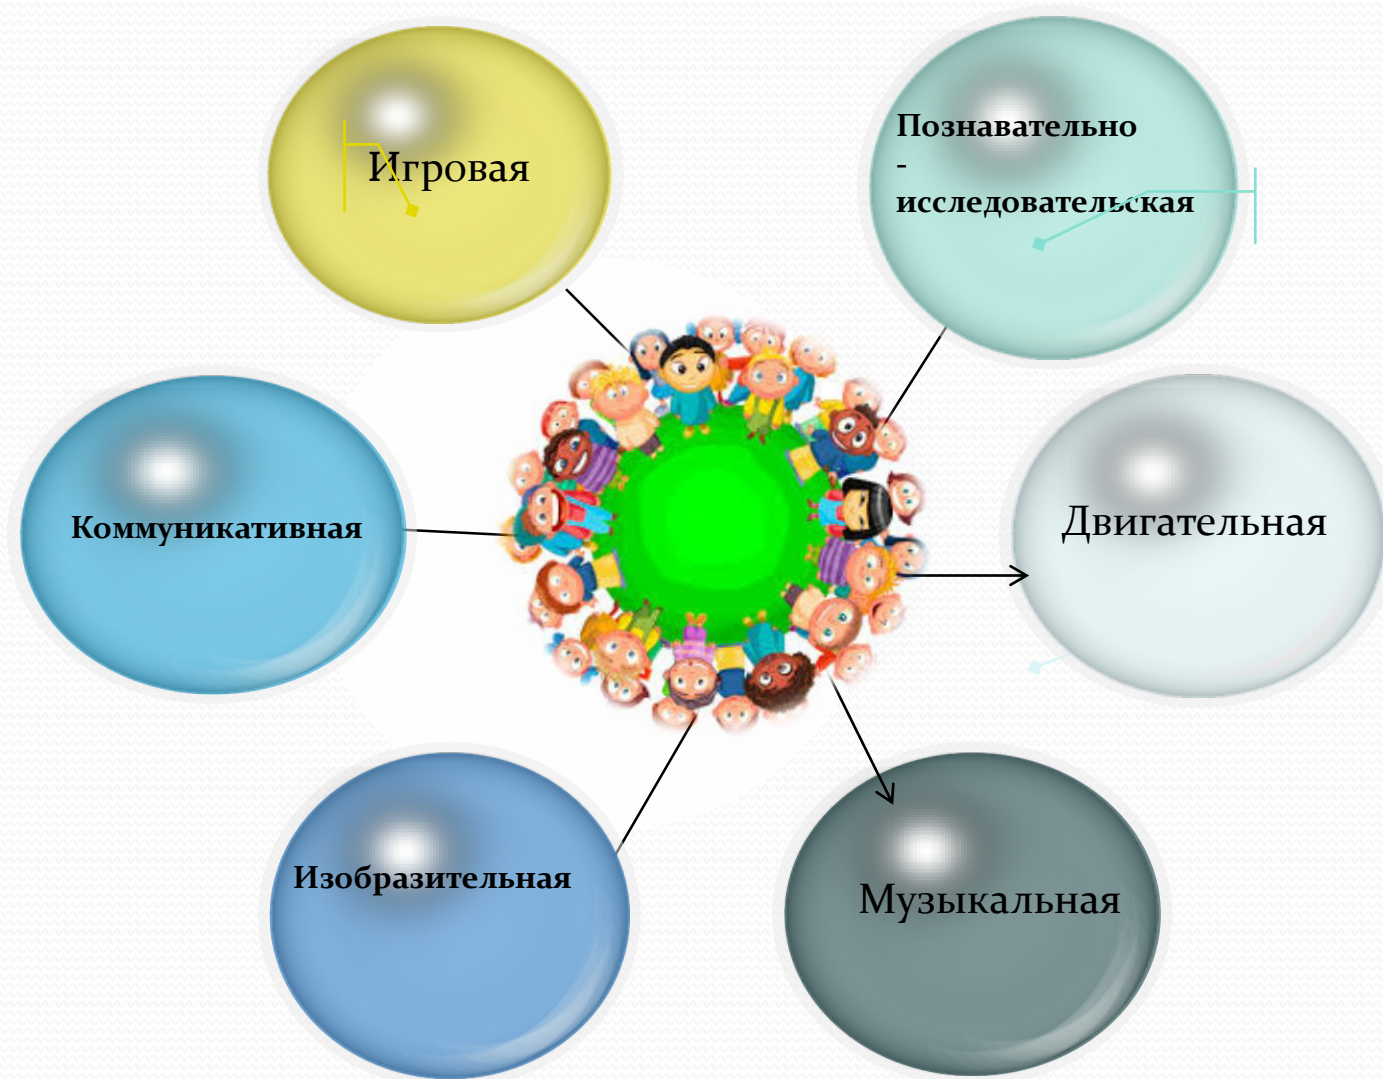 Игровая
Познавательно
-
исследовательская
Коммуникативная
Двигательная
Изобразительная
Музыкальная